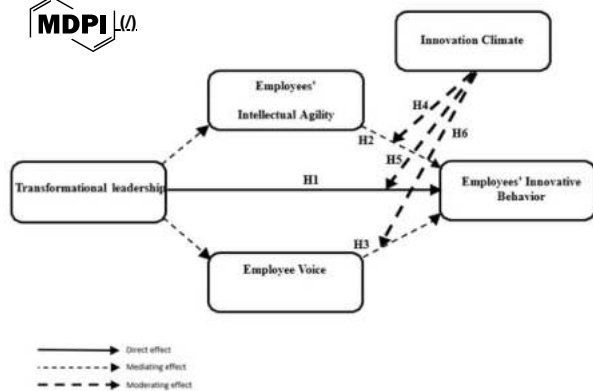 MDPI (/)
Innovation Climate
Employees'
Intellectual Agility
H4
H2
H6
H5
Transformational leadership
H1
Employees' Innovative
Behavior
H3
Employee Voice
Direct effect
Mediating effect
Moderating effect